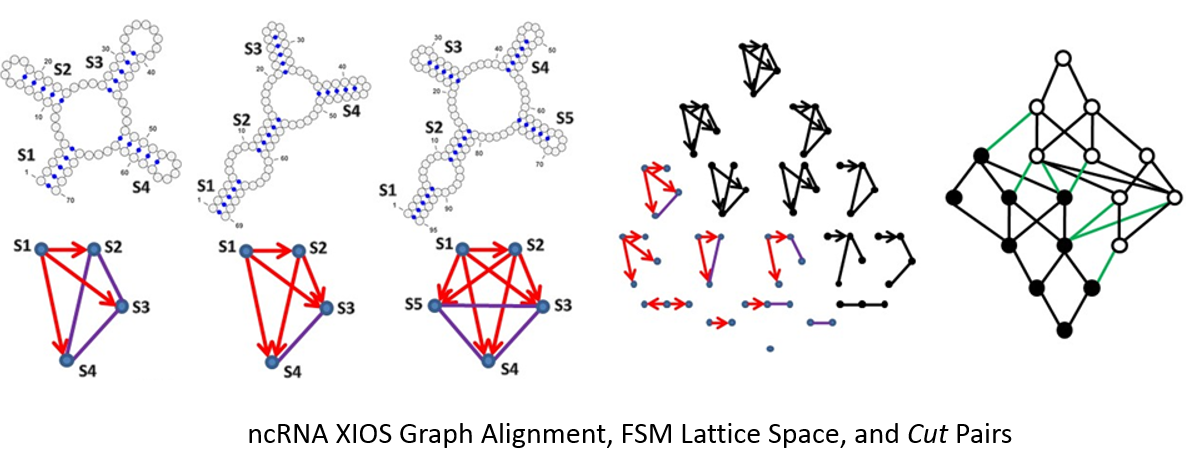 20
S2
S3
30
40
10
S1
1
50
60
S4
70
S3
30
20
40
S4
50
S2
10
60
S1
1
69
30
S3
40
50
S4
20
60
S5
70
S2
10
80
S1
1
90
95
S1
S2
S3
S4
S1
S2
S3
S4
S1
S2
S5
S3
S4
ncRNA XIOS Graph Alignment, FSM Lattice Space, and Cut Pairs